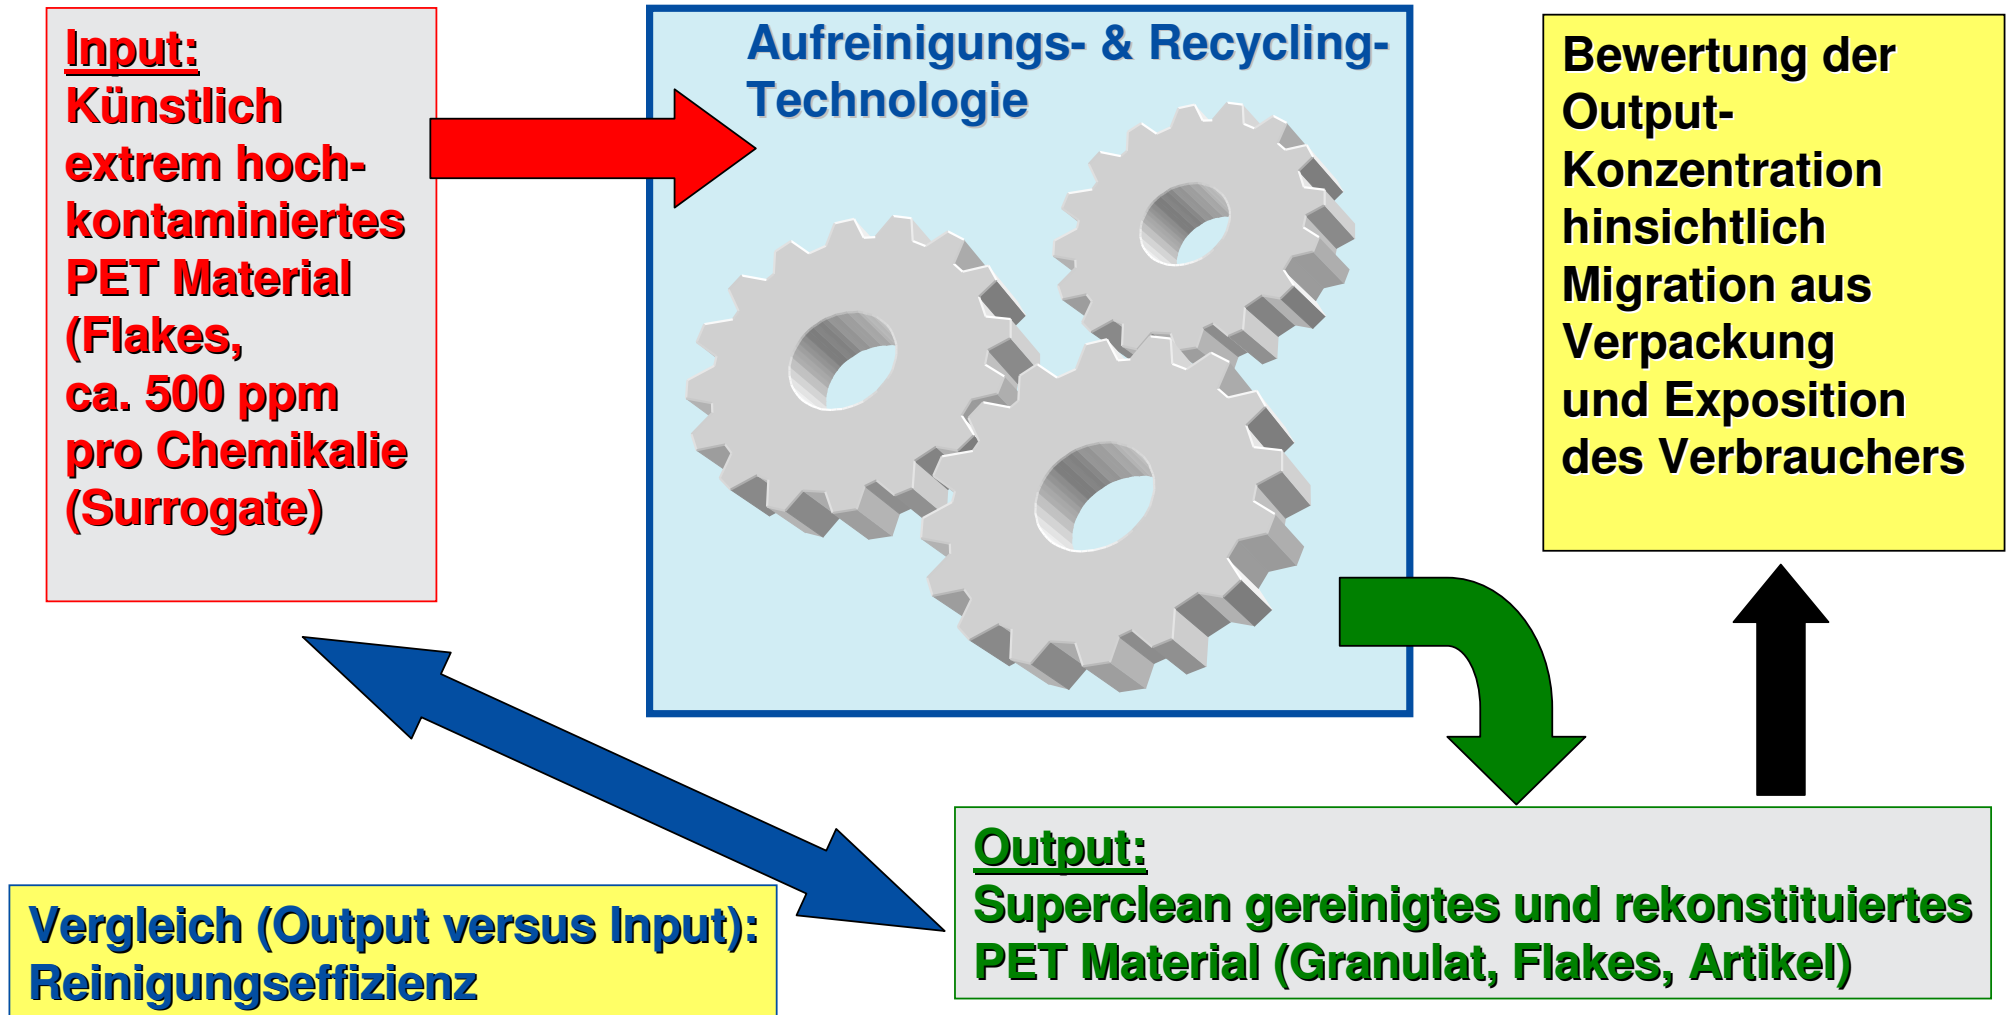 Input:
Künstlich
extrem hoch-
kontaminiertes
PET Material
(Flakes,
ca. 500 ppm
pro Chemikalie
(Surrogate)
Aufreinigungs- & Recycling-
Technologie
Bewertung der
Output-
Konzentration
hinsichtlich
Migration aus
Verpackung
und Exposition
des Verbrauchers
Vergleich (Output versus Input):
Reinigungseffizienz
Output:
Superclean gereinigtes und rekonstituiertes
PET Material (Granulat, Flakes, Artikel)